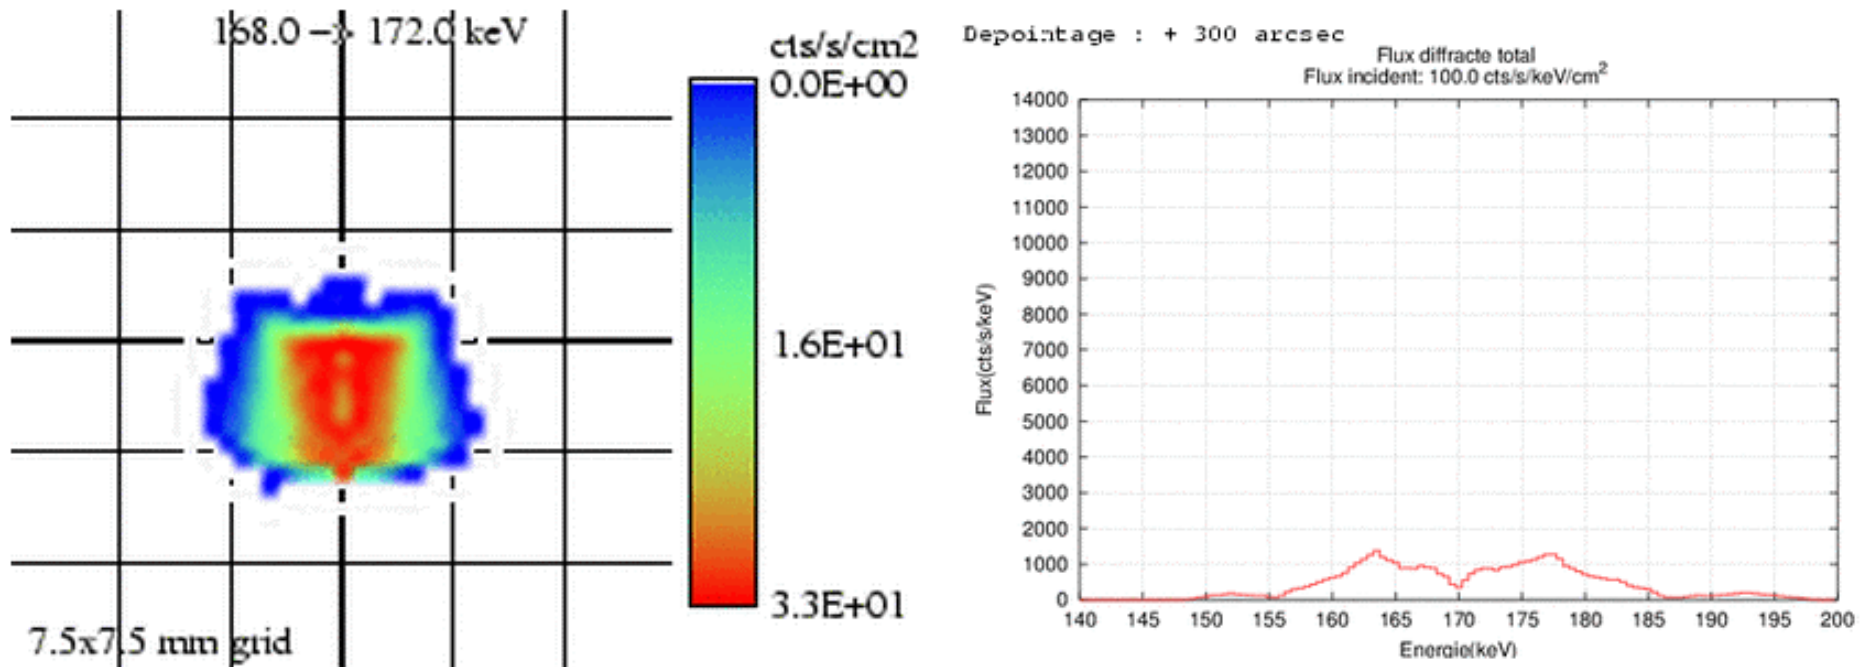 168.0 -> 172.0 keV
cts/s/cm2
0.0E+00
1.6E+01
3.3E+01
7.5x7.5 mm grid
Depointage : + 300 arcsec
Flux diffracte total
Flux incident: 100.0 cts/s/keV/cm²
14000
13000
12000
11000
10000
9000
8000
7000
6000
5000
4000
3000
2000
1000
0
Flux(cts/s/keV)
140 145 150 155 160 165 170 175 180 185 190 195 200
Energie(keV)